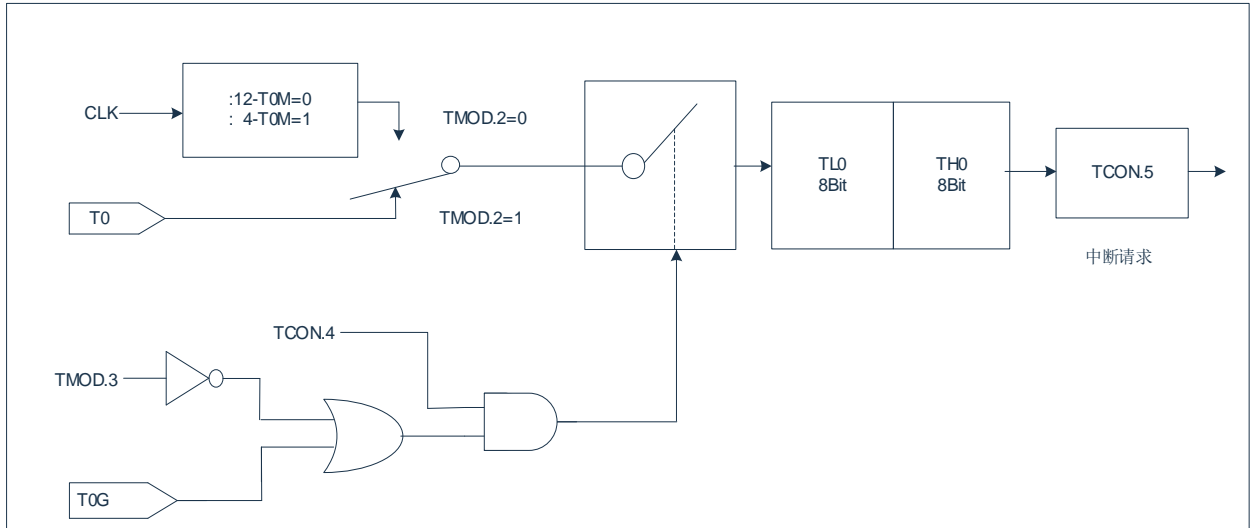 CLK
:12-T0M=0
: 4-T0M=1
TMOD.2=0
T0
TMOD.2=1
TL0
8Bit
TH0
8Bit
TCON.5
中断请求
TCON.4
TMOD.3
T0G